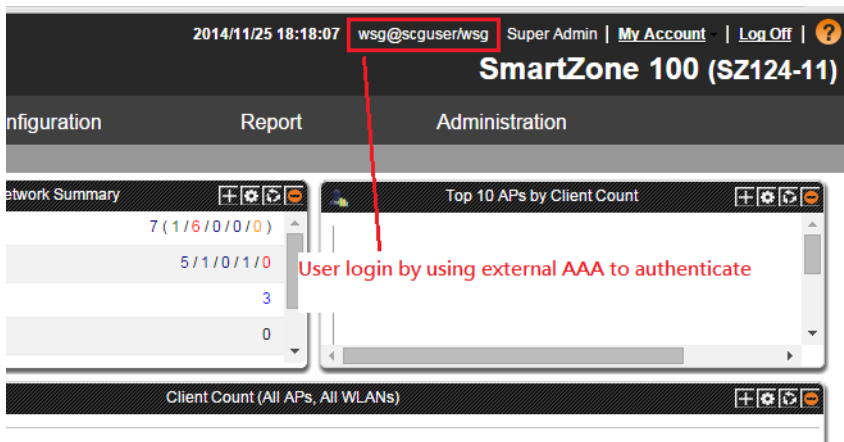 2014/11/25 18:18:07 wsg@scguser/wsg Super Admin | My Account | Log Off | ?
SmartZone 100 (SZ124-11)
nfiguration Report Administration
etwork Summary
Top 10 APs by Client Count
7 (1/6/0/0/0)
5/1/0/1/0
User login by using external AAA to authenticate
3
0
Client Count (All APs, All WLANs)